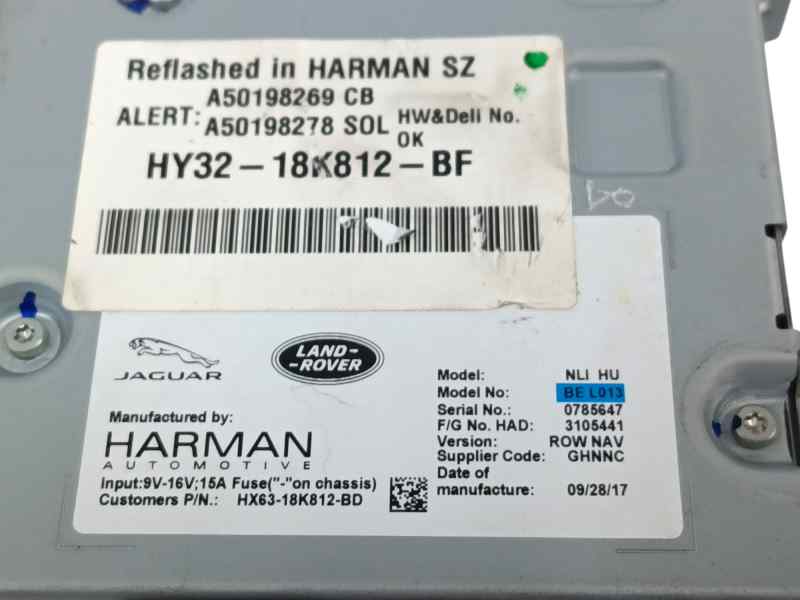 Reflashed in HARMAN SZ
ALERT: A50198269 CB
A50198278 SOL
HW&Deli No.
OK
HY32-18K812-BF
JAGUAR
LAND-
-ROVER
Manufactured by:
HARMAN
AUTOMOTIVE
Input:9V-16V;15A Fuse("-"on chassis)
Customers P/N.: HX63-18K812-BD
Model: NLI HU
Model No: BE L013
Serial No.: 0785647
F/G No. HAD: 3105441
Version: ROW NAV
Supplier Code: GHNNC
Date of
manufacture: 09/28/17